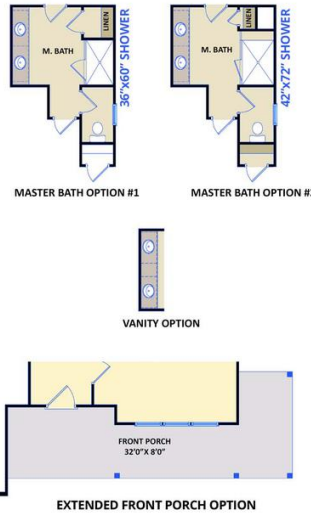 LINEN
M. BATH
36"x60" SHOWER
MASTER BATH OPTION #1
LINEN
M. BATH
42"x72" SHOWER
MASTER BATH OPTION
VANITY OPTION
FRONT PORCH
32'0"X 8'0"
EXTENDED FRONT PORCH OPTION